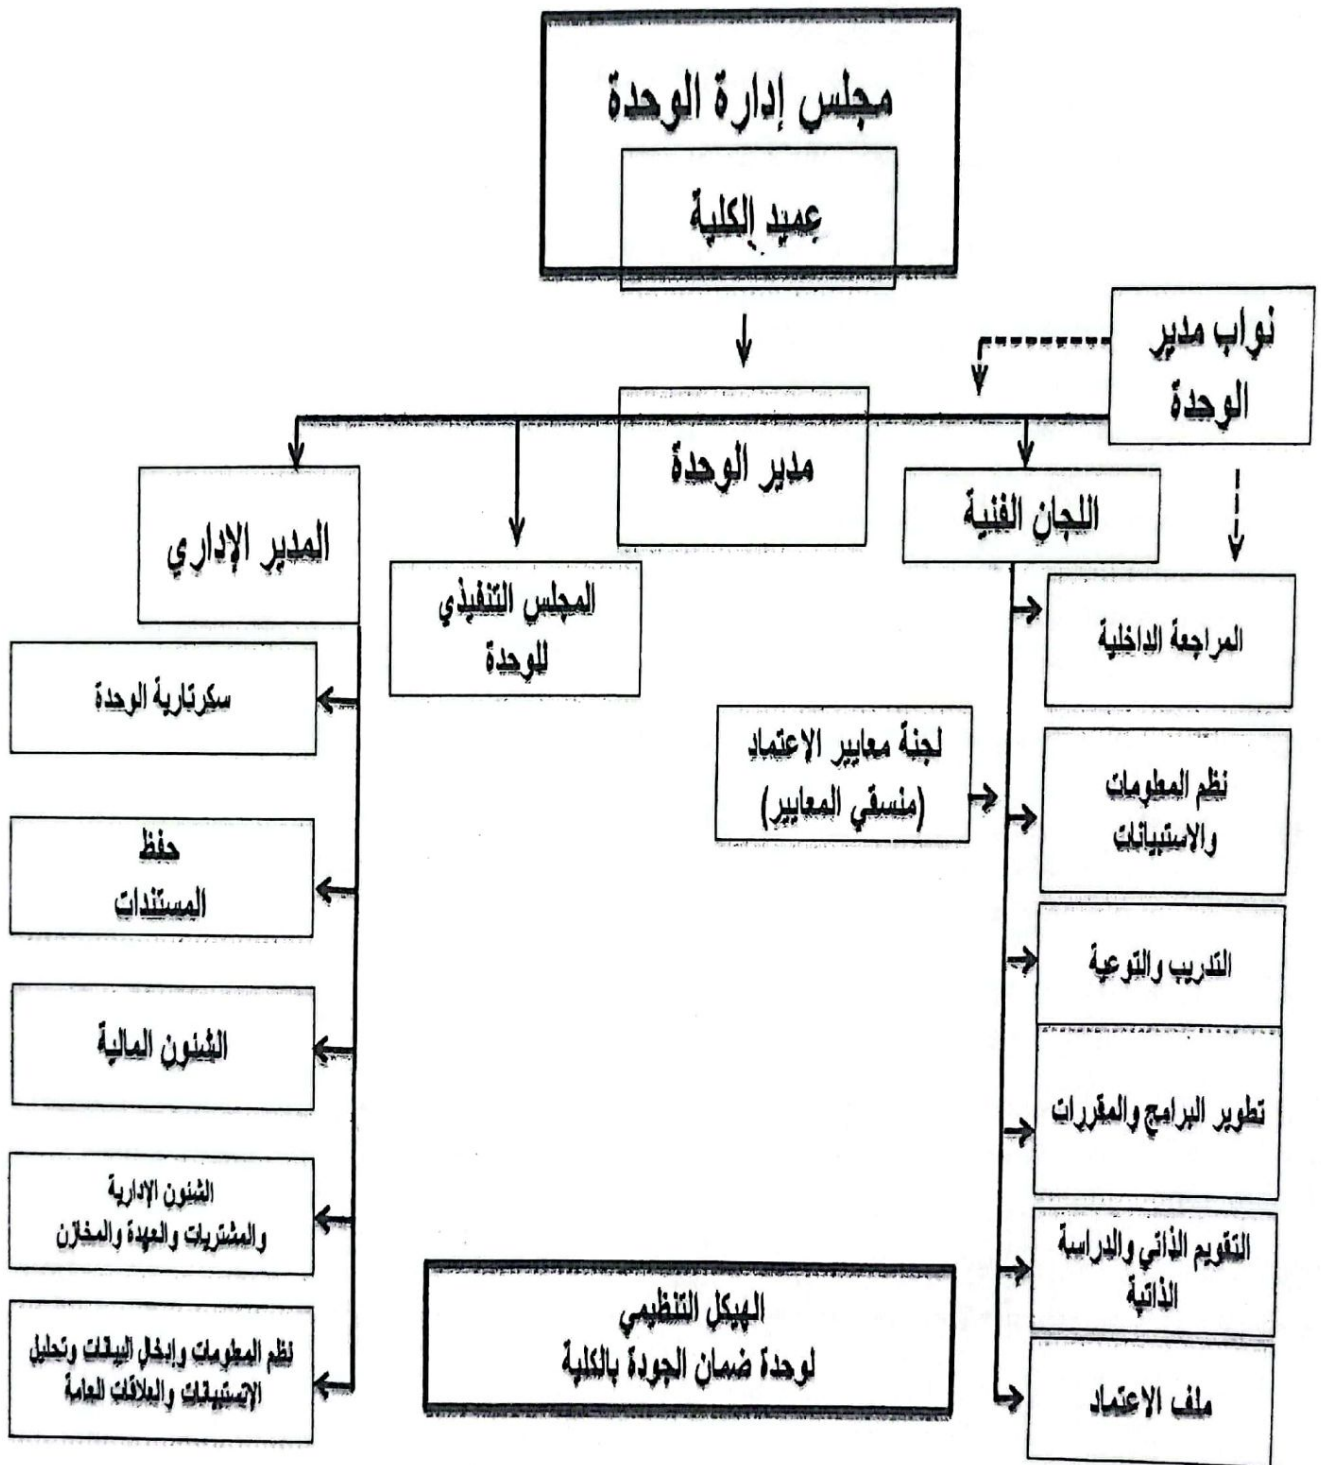 مجلس إدارة الوحدة
عميد الكلية
نواب مدير
الوحدة
مدير الوحدة
اللجان الفنية
المدير الإداري
المجلس التنفيذي
للوحدة
المراجعة الداخلية
سكرتارية الوحدة
لجنة معايير الاعتماد
(منسقي المعايير)
نظم المعلومات
والاستبيانات
حفظ
المستندات
التدريب والتوعية
الشئون المالية
تطوير البرامج والمقررات
الشئون الإدارية
والمشتريات والعهدة والمخازن
التقويم الذاتي والدراسة
الذاتية
الهيكل التنظيمي
لوحدة ضمان الجودة بالكلية
نظم المعلومات وإدخال البيانات وتحليل
الإستبيانات والعلاقات العامة
ملف الاعتماد